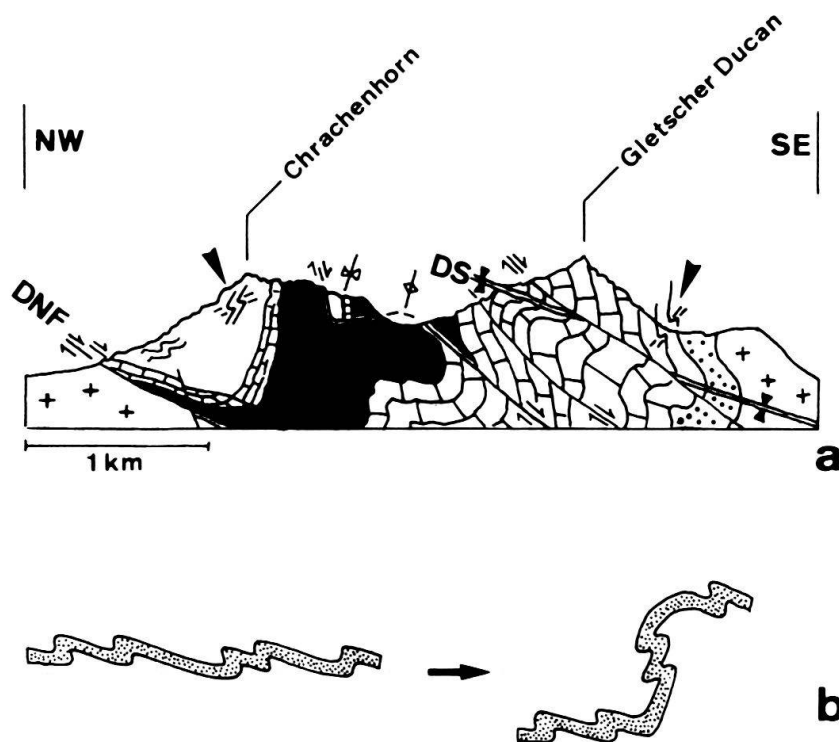 Chrachenhorn
Gletscher Ducan
NW
SE
DNF
DS
1 km
a
b